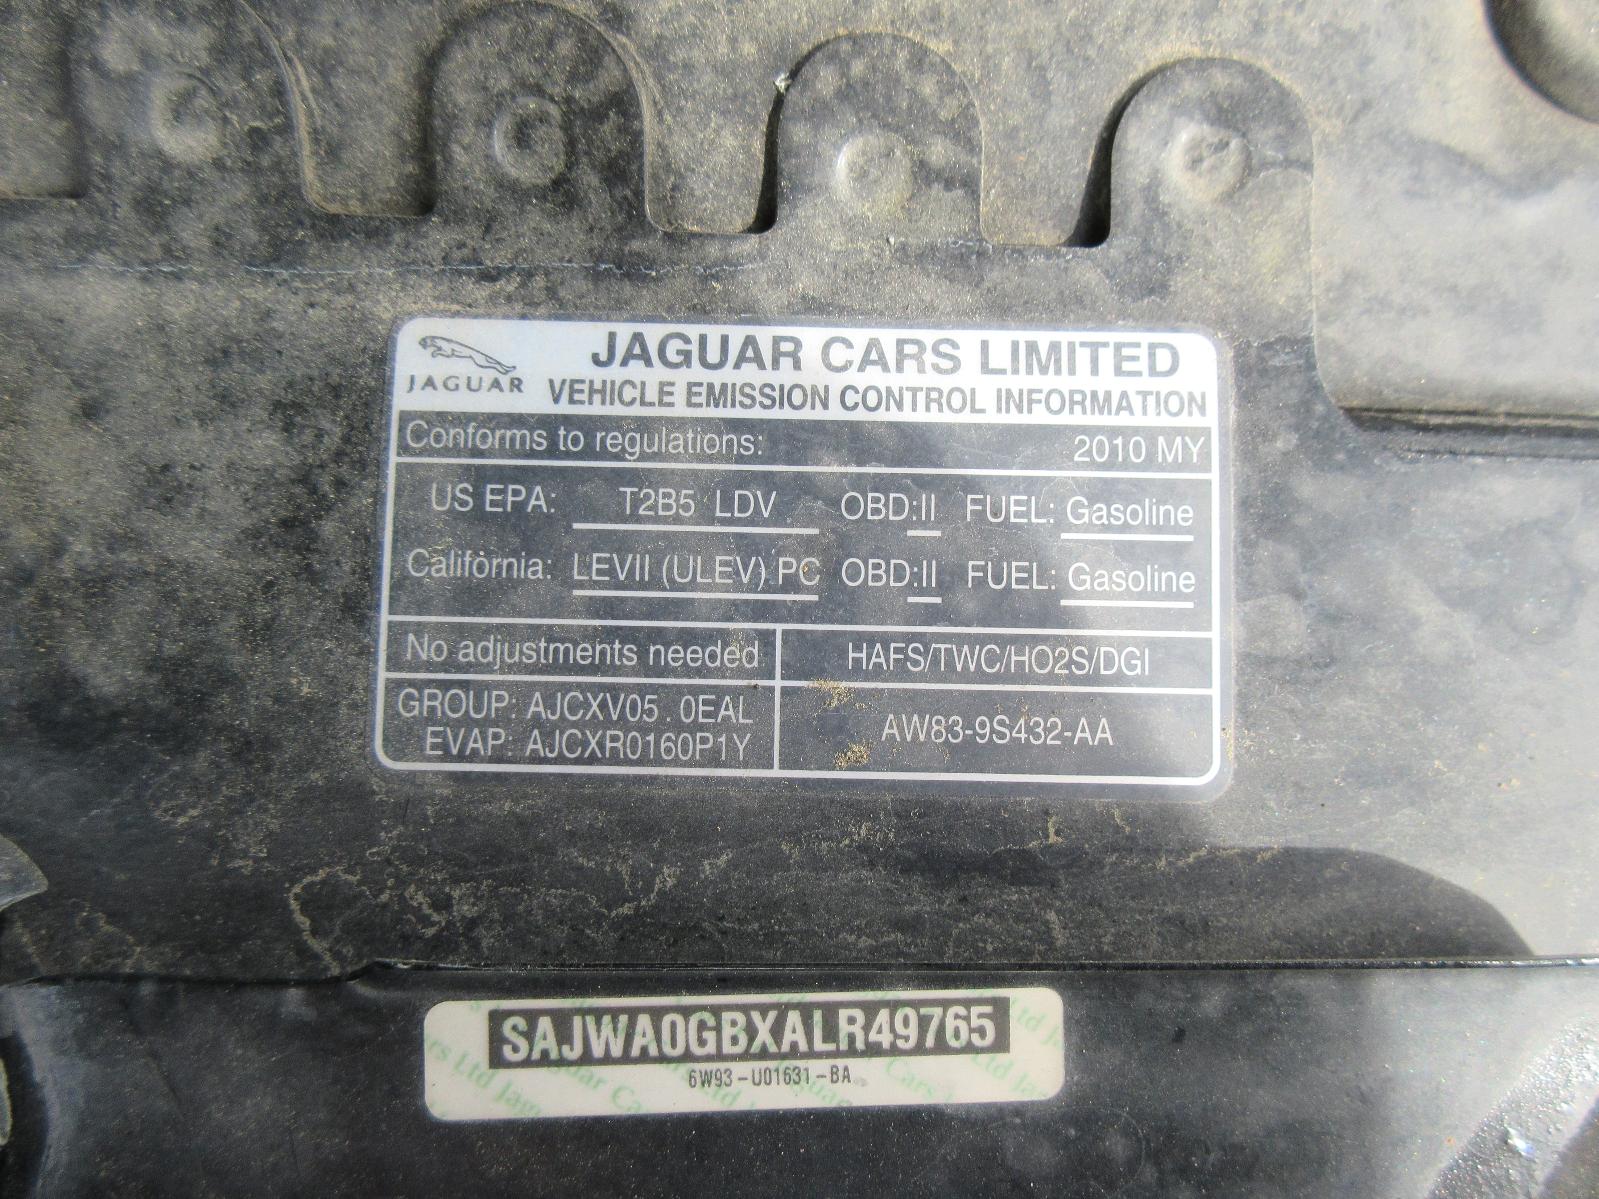 JAGUAR CARS LIMITED
JAGUAR
VEHICLE EMISSION CONTROL INFORMATION
Conforms to regulations: 2010 MY
US EPA: T2B5 LDV OBD:II FUEL: Gasoline
California: LEVII (ULEV) PC OBD:II FUEL: Gasoline
No adjustments needed HAFS/TWC/HO2S/DGI
GROUP: AJCXV05.0EAL
EVAP: AJCXR0160P1Y
AW83-9S432-AA
SAJWA0GBXALR49765
6W93-U01631-BA